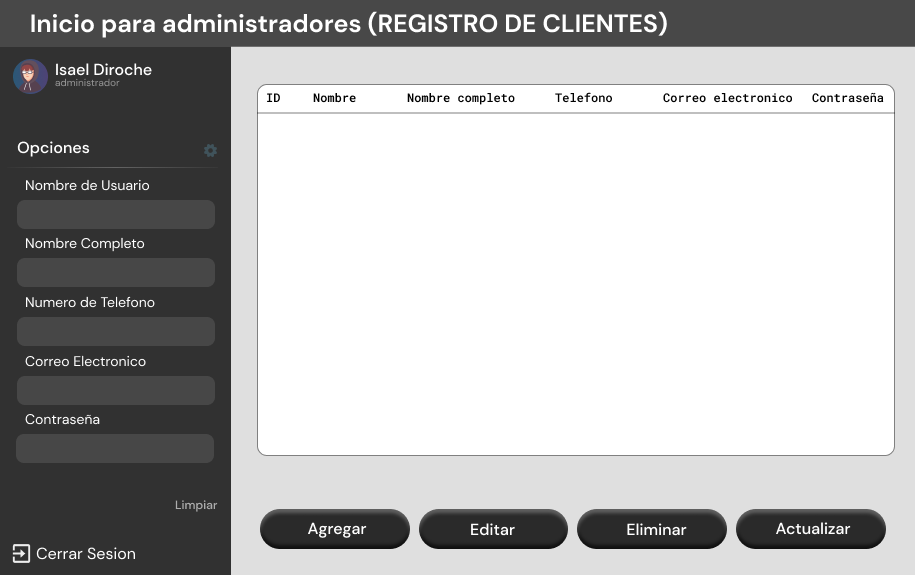 Inicio para administradores (REGISTRO DE CLIENTES)
Isael Diroche
administrador
Opciones
Nombre de Usuario
Nombre Completo
Numero de Telefono
Correo Electronico
Contraseña
Limpiar
Cerrar Sesion
ID Nombre Nombre completo Telefono Correo electronico Contraseña
Agregar Editar Eliminar Actualizar